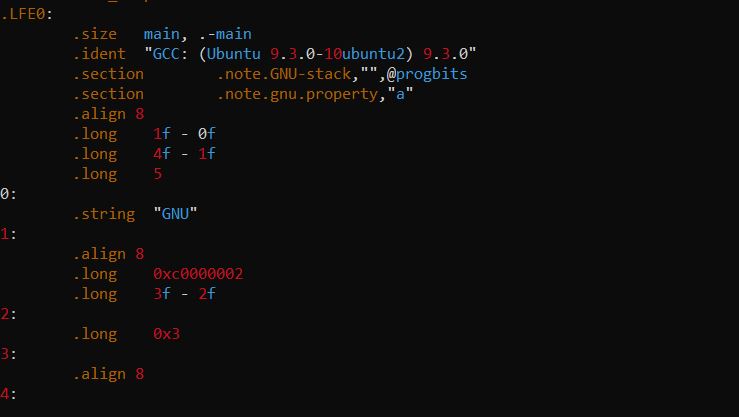 .LFE0:
.size main, .-main
.ident "GCC: (Ubuntu 9.3.0-10ubuntu2) 9.3.0"
.section .note.GNU-stack,"",@progbits
.section .note.gnu.property,"a"
.align 8
.long 1f - 0f
.long 4f - 1f
.long 5
0:
.string "GNU"
1:
.align 8
.long 0xc0000002
.long 3f - 2f
2:
.long 0x3
3:
.align 8
4: